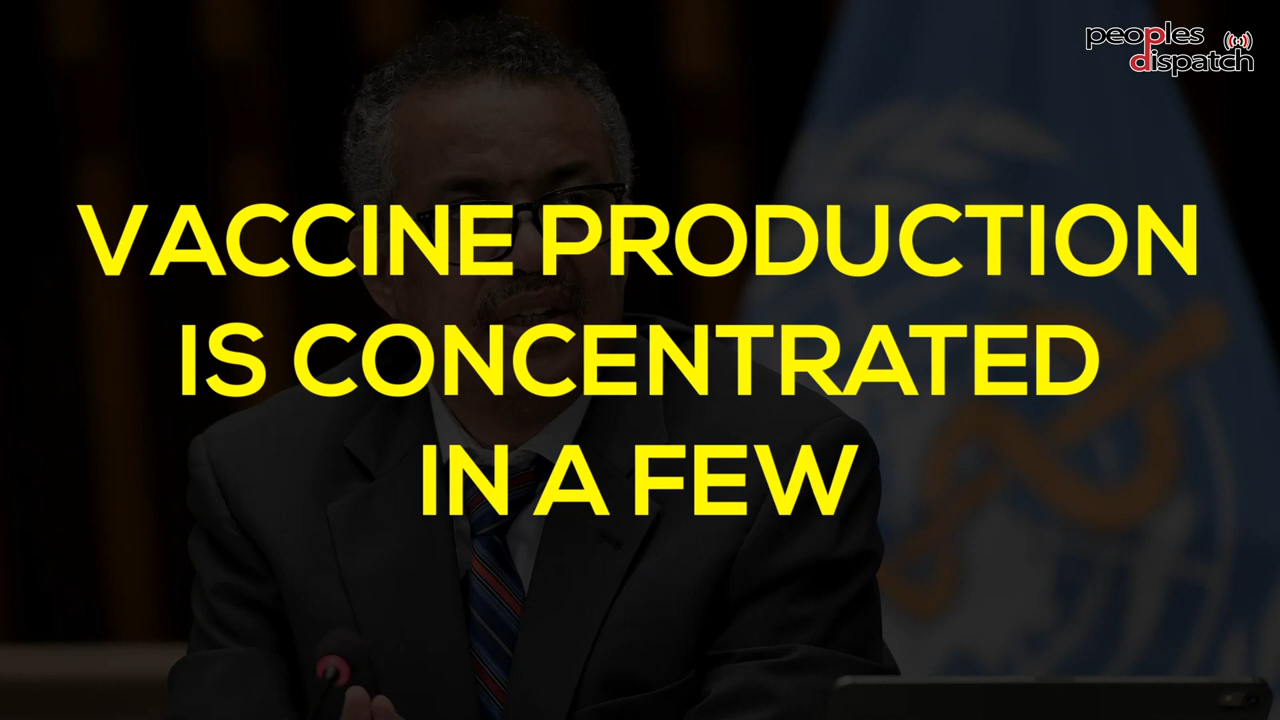 peoples
dispatch
VACCINE PRODUCTION
IS CONCENTRATED
IN A FEW